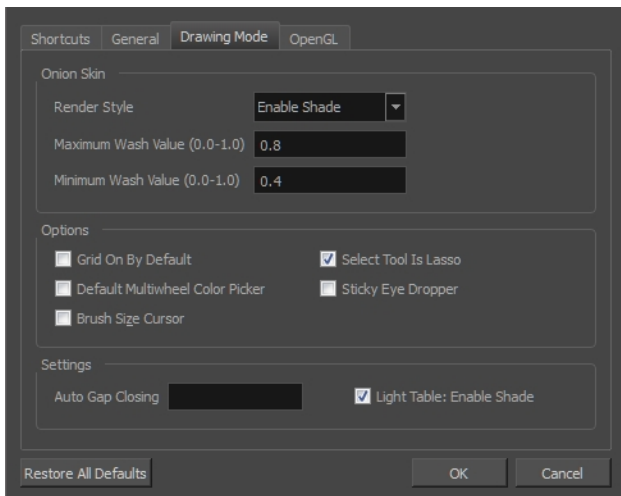 Shortcuts General Drawing Mode OpenGL
Onion Skin
Render Style Enable Shade
Maximum Wash Value (0.0-1.0) 0.8
Minimum Wash Value (0.0-1.0) 0.4
Options
Grid On By Default Select Tool Is Lasso
Default Multiwheel Color Picker Sticky Eye Dropper
Brush Size Cursor
Settings
Auto Gap Closing Light Table: Enable Shade
Restore All Defaults OK Cancel